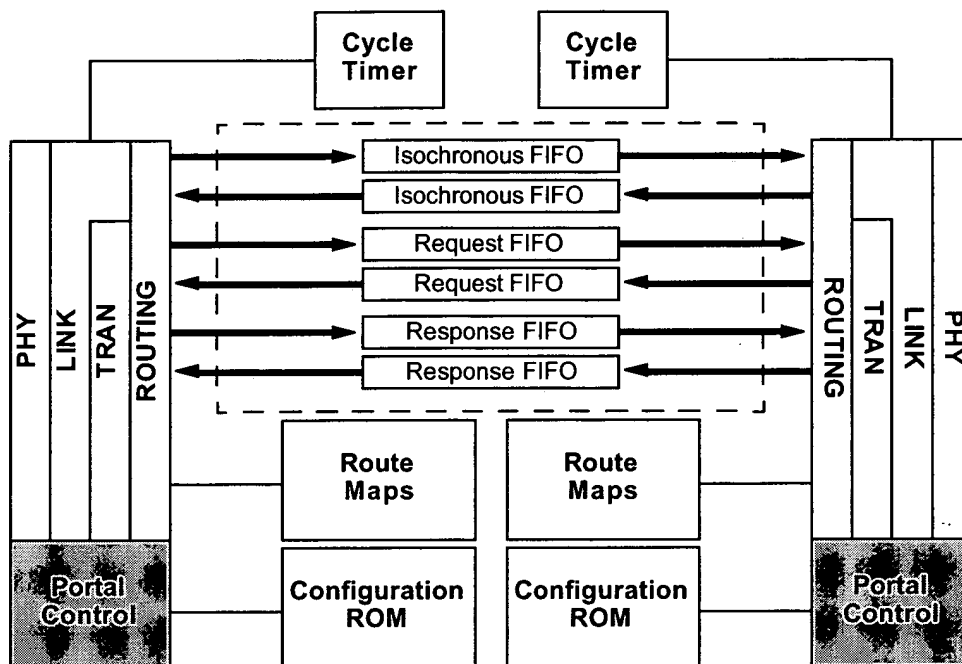 Cycle
Timer
Cycle
Timer
Isochronous FIFO
Isochronous FIFO
Request FIFO
Request FIFO
Response FIFO
Response FIFO
PHY
LINK
TRAN
ROUTING
ROUTING
TRAN
LINK
PHY
Route
Maps
Route
Maps
Portal
Control
Configuration
ROM
Configuration
ROM
Portal
Control